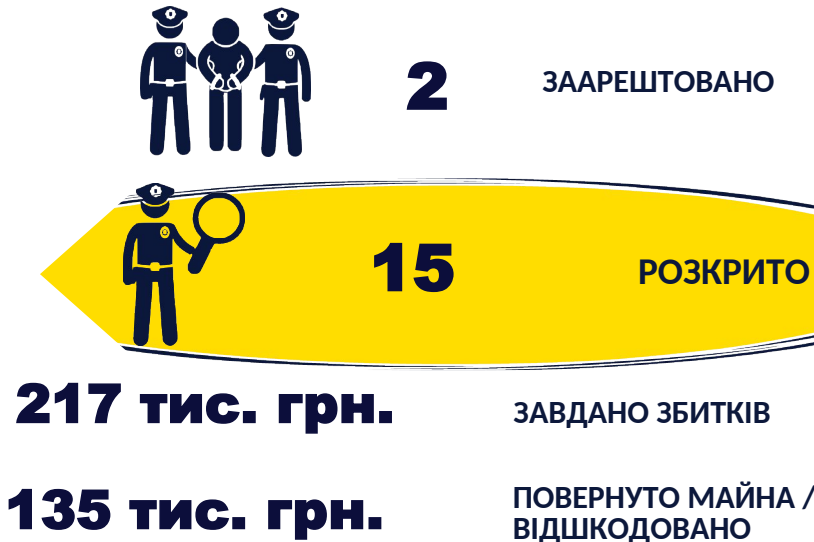 2 ЗААРЕШТОВАНО
15 РОЗКРИТО
217 тис. грн. ЗАВДАНО ЗБИТКІВ
135 тис. грн. ПОВЕРНУТО МАЙНА /
ВІДШКОДОВАНО